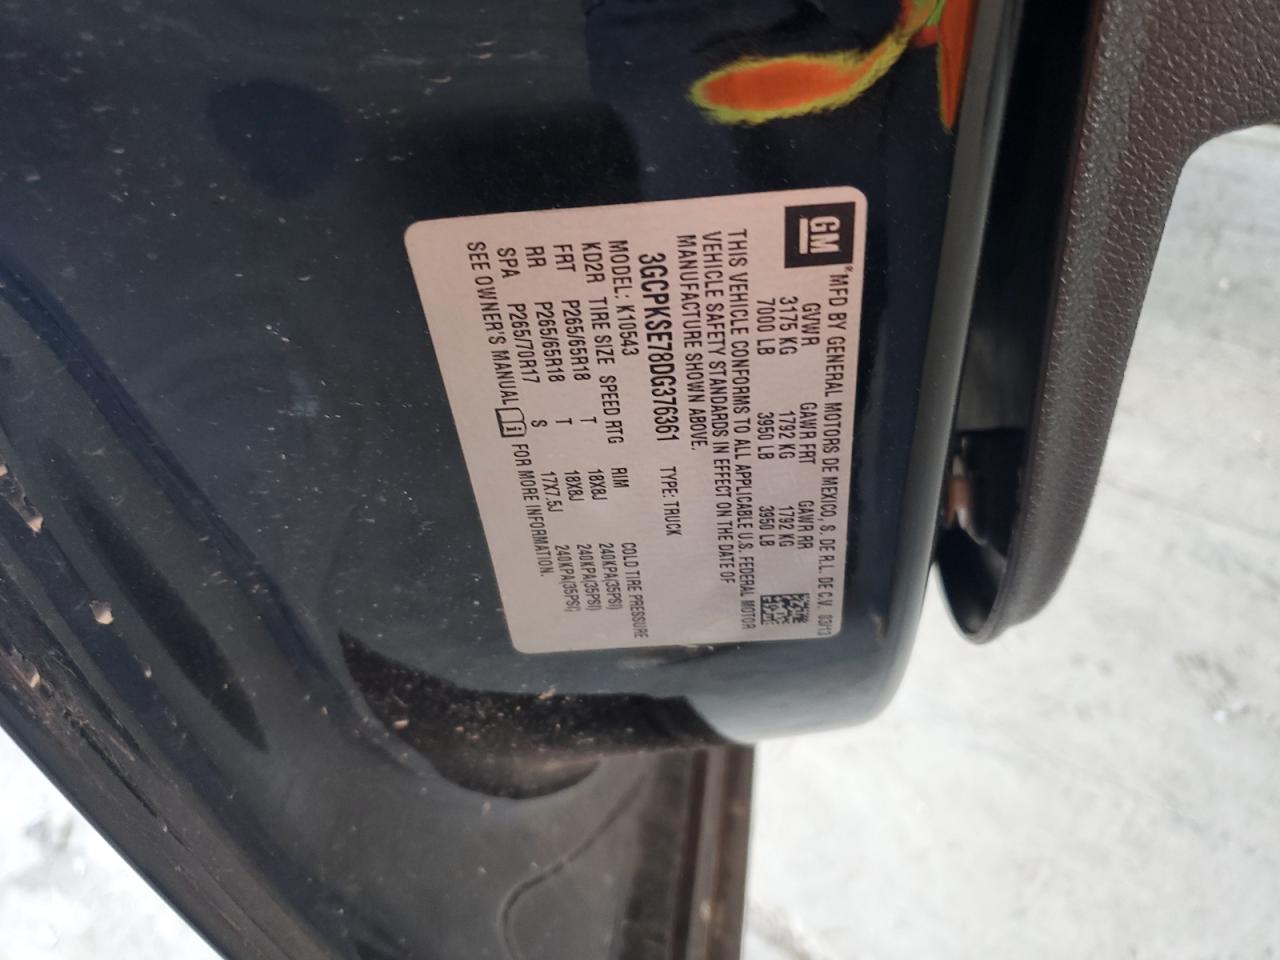 GM
® MFD BY GENERAL MOTORS DE MEXICO, S. DE R.L. DE C.V. 03/13
GVWR GAWR FRT GAWR RR
3175 KG 1792 KG 1792 KG
7000 LB 3950 LB 3950 LB
THIS VEHICLE CONFORMS TO ALL APPLICABLE U.S. FEDERAL MOTOR
VEHICLE SAFETY STANDARDS IN EFFECT ON THE DATE OF
MANUFACTURE SHOWN ABOVE.
3GCPKSE78DG376361 TYPE: TRUCK
MODEL: K10543
KD2R TIRE SIZE SPEED RTG RIM COLD TIRE PRESSURE
FRT P265/65R18 T 18X8J 240KPA(35PSI)
RR P265/65R18 T 18X8J 240KPA(35PSI)
SPA P265/70R17 S 17X7.5J 240KPA(35PSI)
SEE OWNER'S MANUAL i FOR MORE INFORMATION.